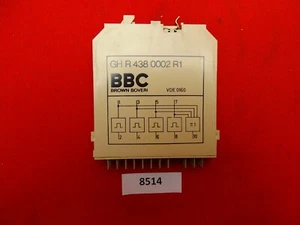 GH R 438 0002 R1
BBC
BROWN BOVERI VDE 0160
8514